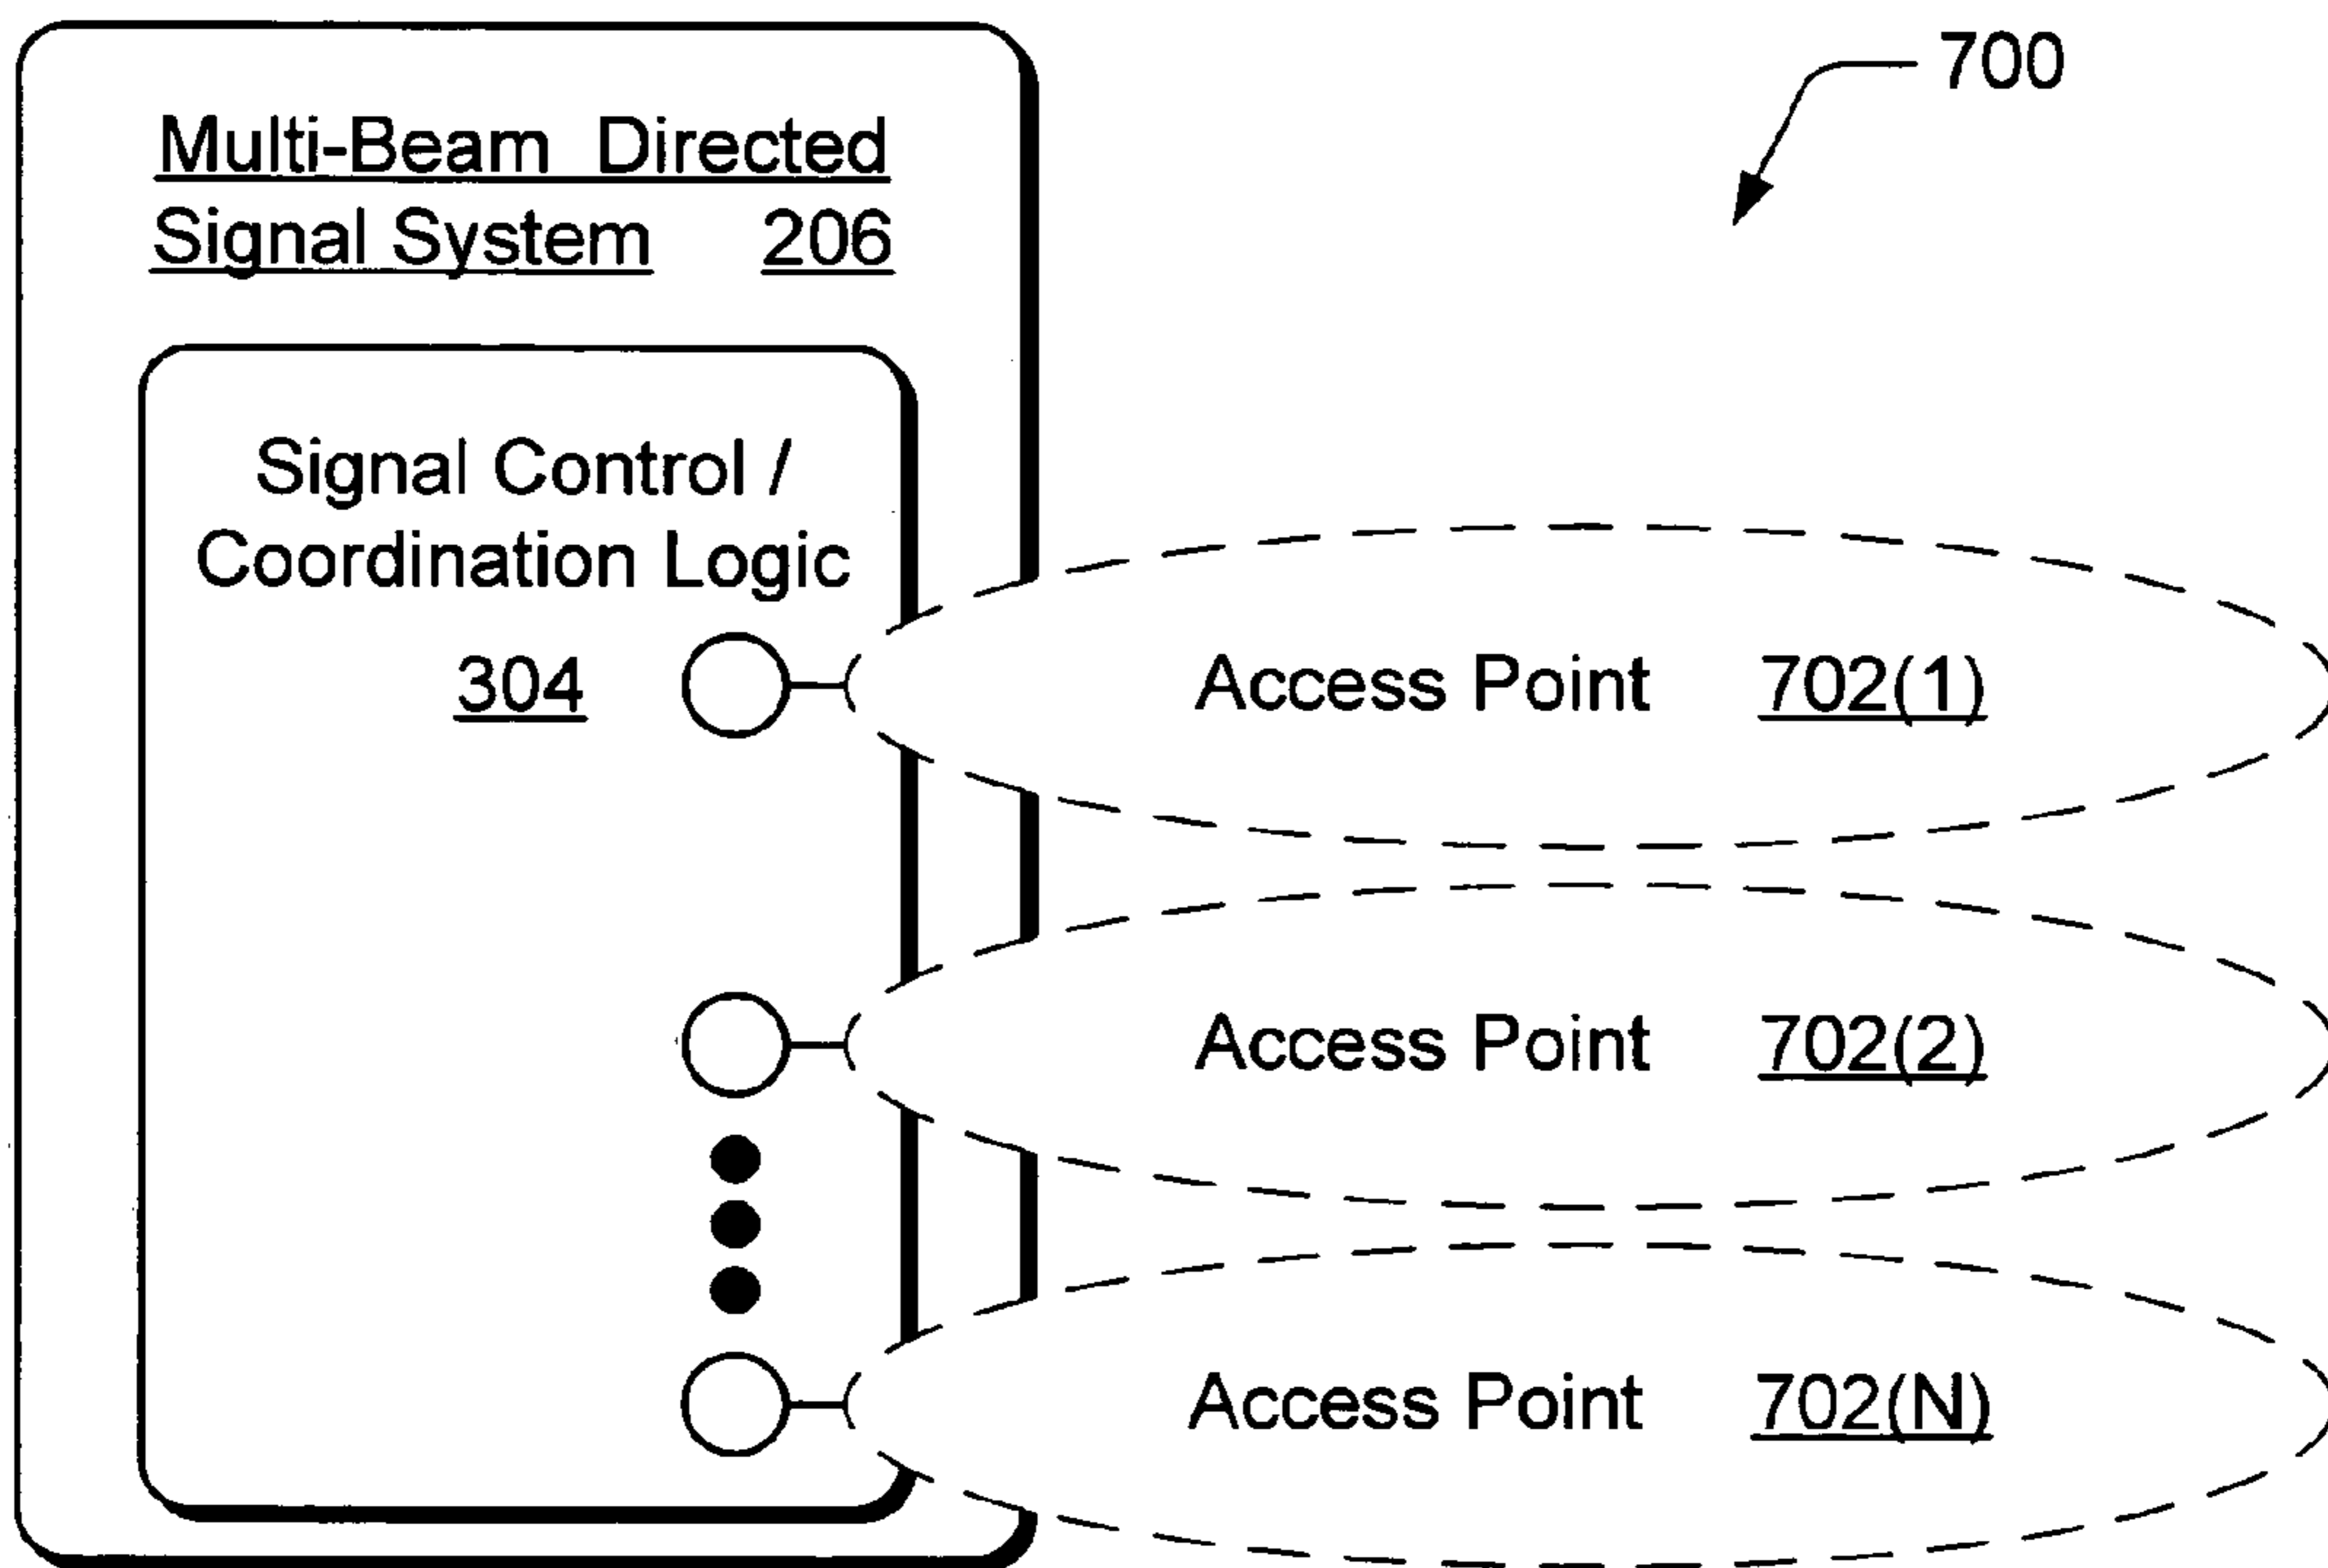 700
Multi-Beam Directed
Signal System 206
Signal Control /
Coordination Logic
304
Access Point 702(1)
Access Point 702(2)
Access Point 702(N)